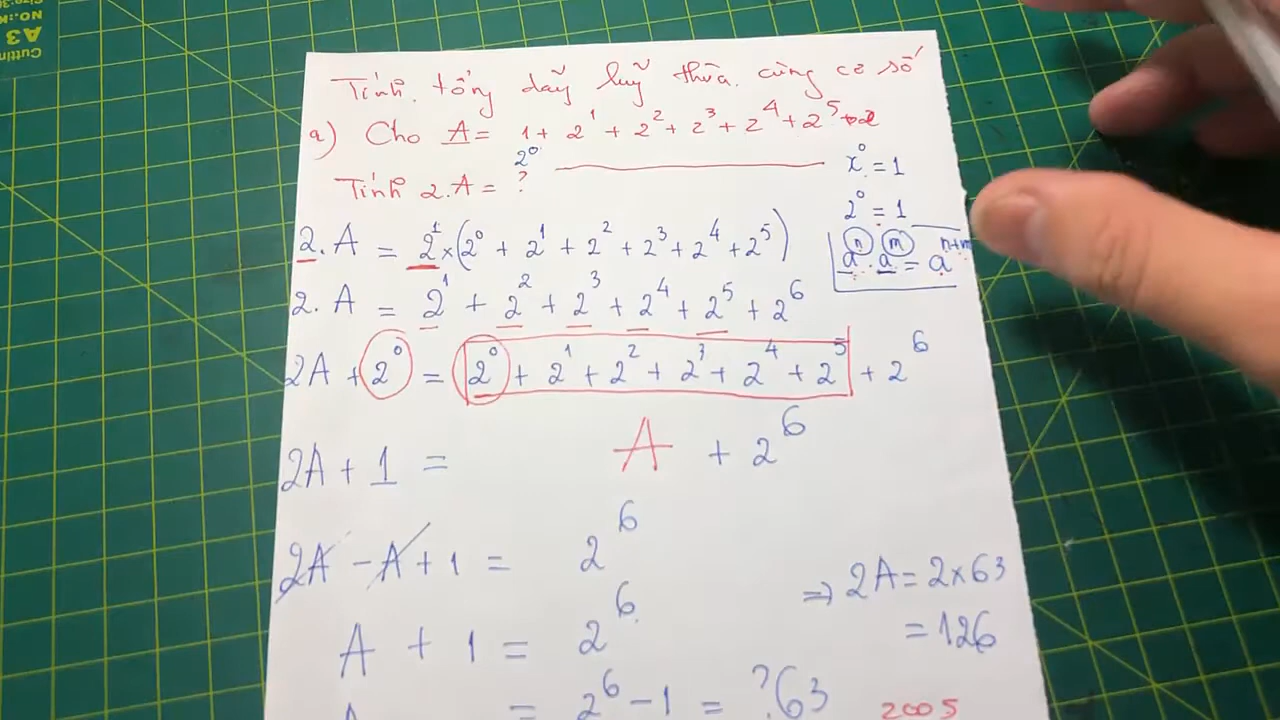 Tính tổng dãy luỹ thừa cùng cơ số
a) Cho A = 1 + 2^1 + 2^2 + 2^3 + 2^4 + 2^5
2^0
Tính 2.A = ?
x^0 = 1
2^0 = 1
a^n . a^m = a^{n+m}
2.A = 2^1 × (2^0 + 2^1 + 2^2 + 2^3 + 2^4 + 2^5)
2.A = 2^1 + 2^2 + 2^3 + 2^4 + 2^5 + 2^6
2A + 2^0 = 2^0 + 2^1 + 2^2 + 2^3 + 2^4 + 2^5 + 2^6
2A + 1 = A + 2^6
2A - A + 1 = 2^6
A + 1 = 2^6
= 2^6 - 1 = ? 63
⇒ 2A = 2×63
= 126
2005
A3